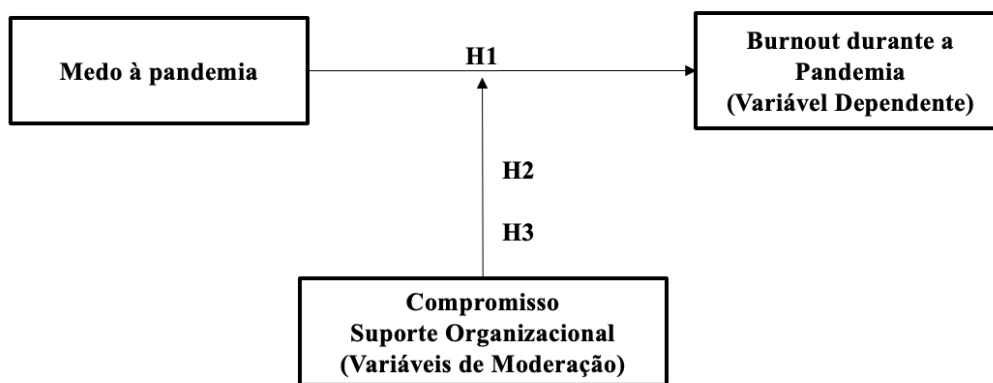 Medo à pandemia
H1
Burnout durante a
Pandemia
(Variável Dependente)
H2
H3
Compromisso
Suporte Organizacional
(Variáveis de Moderação)